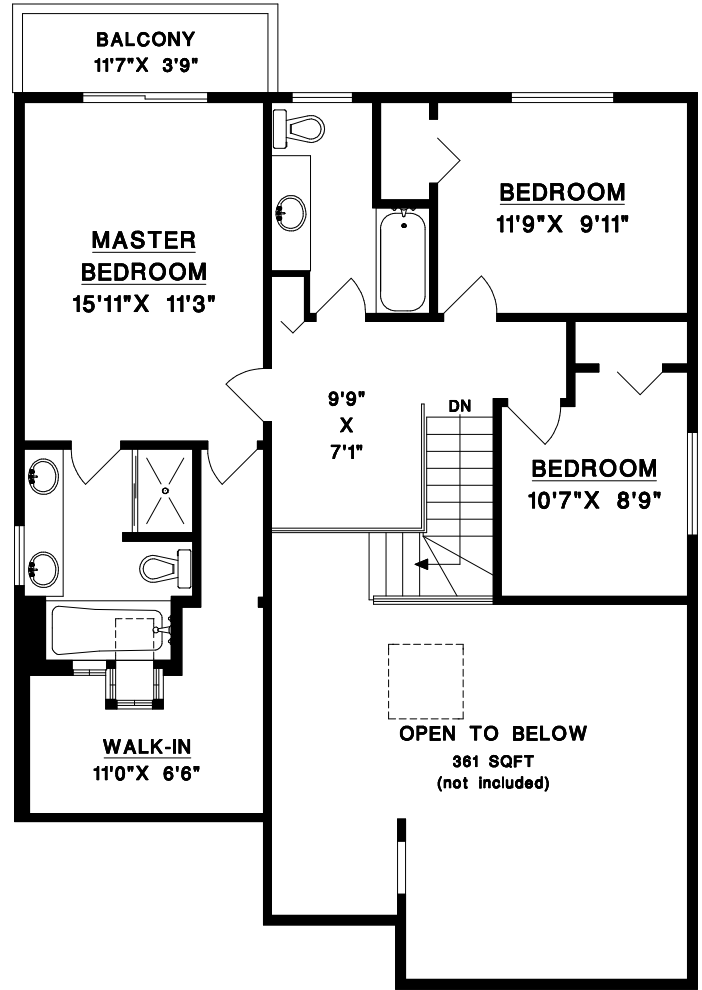 BALCONY
11'7"X 3'9"
BEDROOM
11'9"X 9'11"
MASTER
BEDROOM
15'11"X 11'3"
9'9"
X
7'1"
DN
BEDROOM
10'7"X 8'9"
OPEN TO BELOW
361 SQFT
(not included)
WALK-IN
11'0"X 6'6"